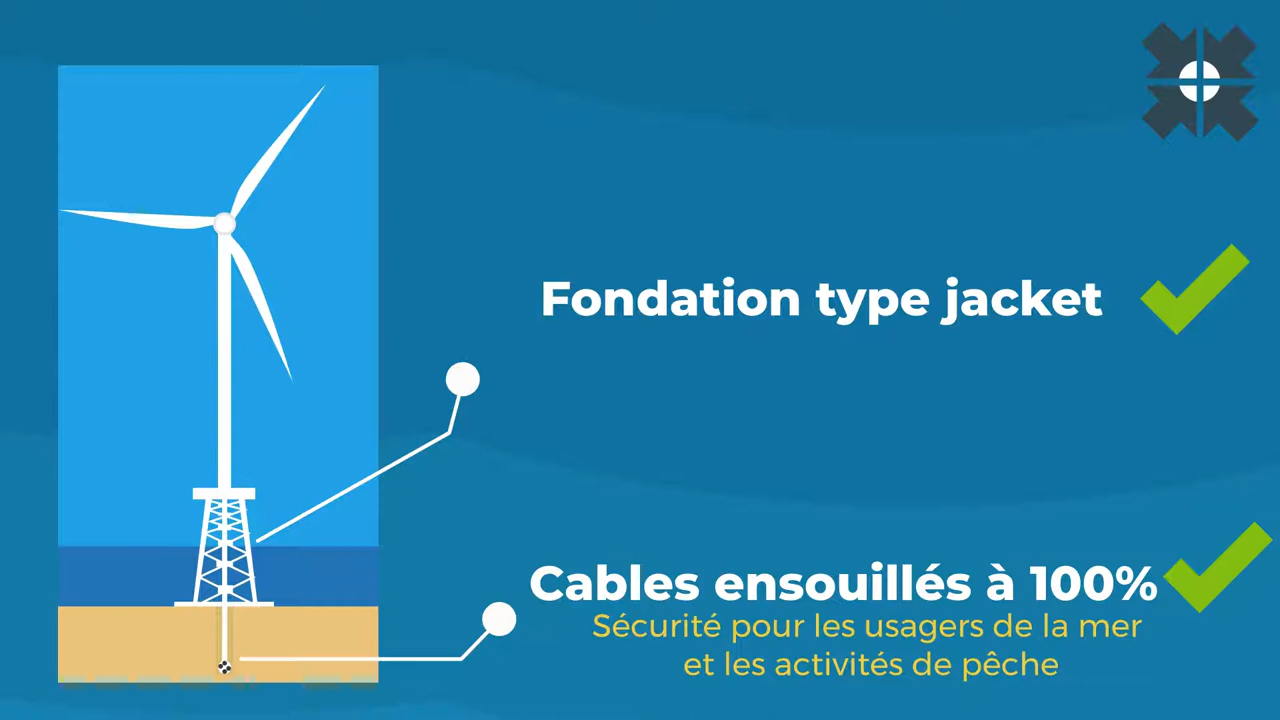 Fondation type jacket
Cables ensouillés à 100%
Sécurité pour les usagers de la mer
et les activités de pêche